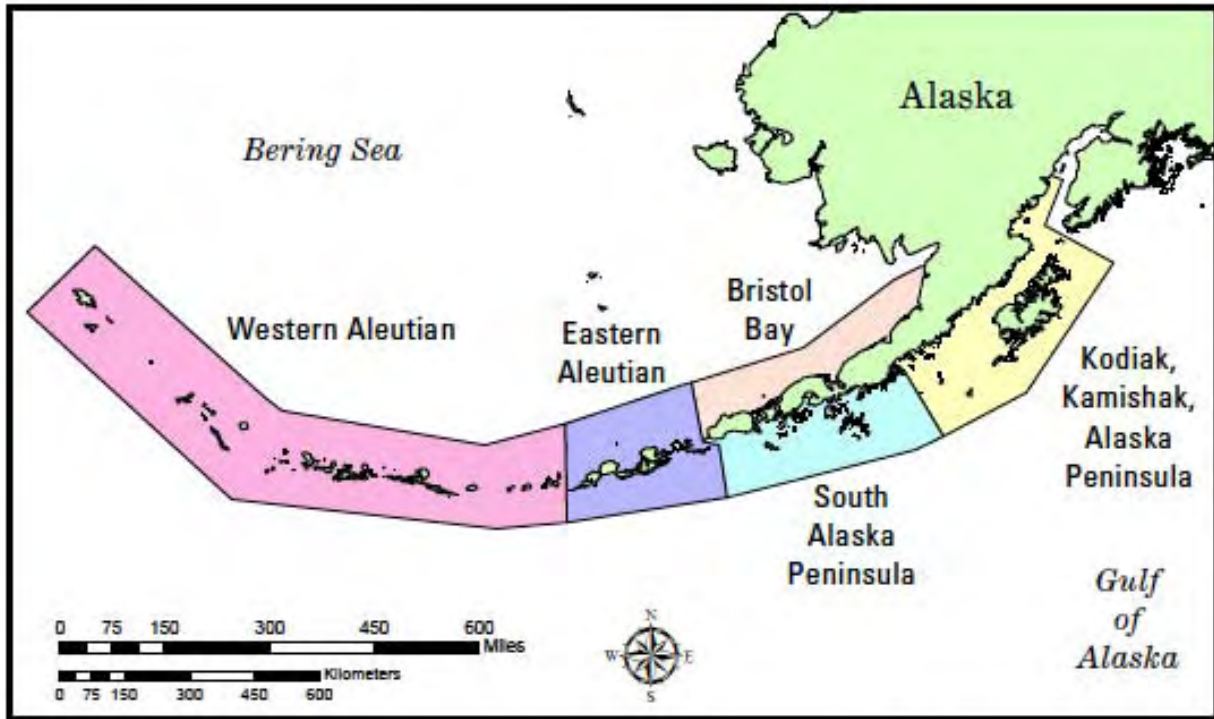 Alaska
Bering Sea
Bristol
Bay
Western Aleutian
Eastern
Aleutian
Kodiak,
Kamishak,
Alaska
Peninsula
South
Alaska
Peninsula
Gulf
of
Alaska
0 75 150 300 450 600
Miles
Kilometers
0 75 150 300 450 600
N
W E
S